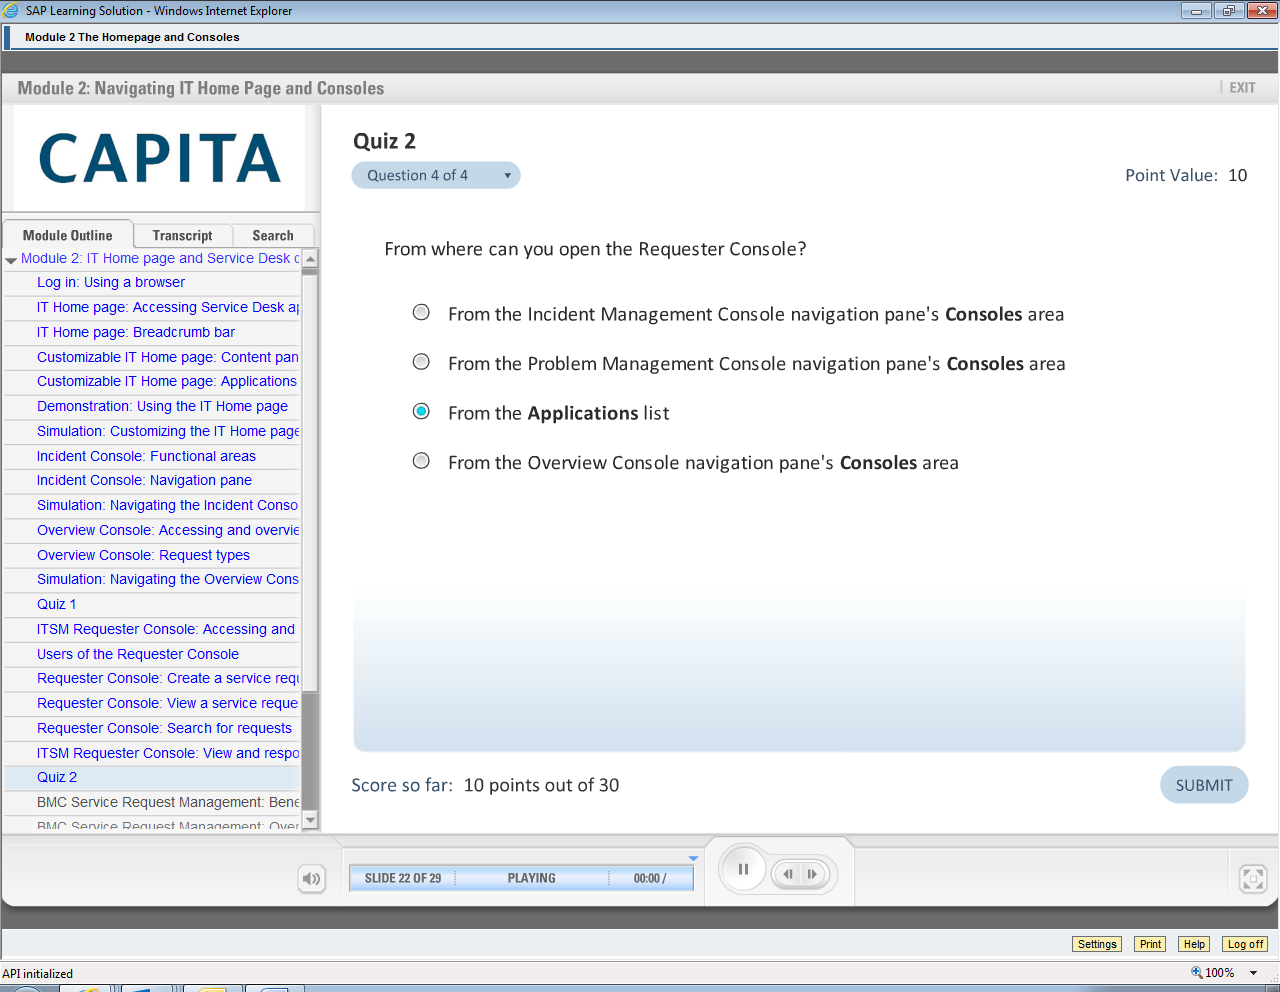 SAP Learning Solution - Windows Internet Explorer
Module 2 The Homepage and Consoles
Module 2: Navigating IT Home Page and Consoles
EXIT
CAPITA
Module Outline
Transcript
Search
Module 2: IT Home page and Service Desk c
Log in: Using a browser
IT Home page: Accessing Service Desk ap
IT Home page: Breadcrumb bar
Customizable IT Home page: Content pan
Customizable IT Home page: Applications
Demonstration: Using the IT Home page
Simulation: Customizing the IT Home page
Incident Console: Functional areas
Incident Console: Navigation pane
Simulation: Navigating the Incident Conso
Overview Console: Accessing and overvie
Overview Console: Request types
Simulation: Navigating the Overview Cons
Quiz 1
ITSM Requester Console: Accessing and
Users of the Requester Console
Requester Console: Create a service requ
Requester Console: View a service reque
Requester Console: Search for requests
ITSM Requester Console: View and respo
Quiz 2
BMC Service Request Management: Bene
BMC Service Request Management: Over
Quiz 2
Question 4 of 4
Point Value: 10
From where can you open the Requester Console?
From the Incident Management Console navigation pane's Consoles area
From the Problem Management Console navigation pane's Consoles area
From the Applications list
From the Overview Console navigation pane's Consoles area
Score so far: 10 points out of 30
SUBMIT
SLIDE 22 OF 29
PLAYING
00:00 /
Settings
Print
Help
Log off
API initialized
100%